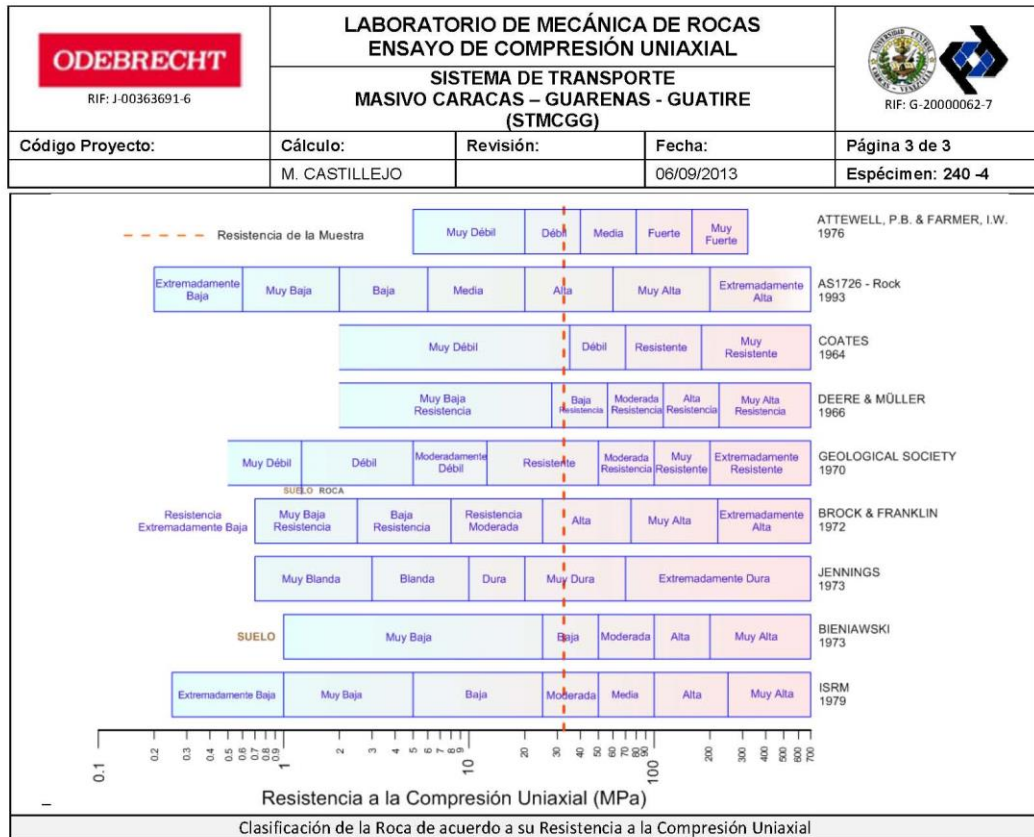 ODEBRECHT
RIF: J-00363691-6
LABORATORIO DE MECÁNICA DE ROCAS
ENSAYO DE COMPRESIÓN UNIAXIAL
SISTEMA DE TRANSPORTE
MASIVO CARACAS – GUARENAS - GUATIRE
(STMCGG)
RIF: G-20000062-7
Código Proyecto: Cálculo: Revisión: Fecha: Página 3 de 3
M. CASTILLEJO 06/09/2013 Espécimen: 240 -4
Resistencia de la Muestra
Muy Débil Débil Media Fuerte Muy
Fuerte
ATTEWELL, P.B. & FARMER, I.W.
1976
Extremadamente
Baja
Muy Baja Baja Media Alta Muy Alta Extremadamente
Alta
AS1726 - Rock
1993
Muy Débil Débil Resistente Muy
Resistente
COATES
1964
Muy Baja
Resistencia
Baja
Resistencia
Moderada
Resistencia
Alta
Resistencia
Muy Alta
Resistencia
DEERE & MÜLLER
1966
Muy Débil Débil Moderadamente
Débil
Resistente Moderada
Resistencia
Muy
Resistente
Extremadamente
Resistente
GEOLOGICAL SOCIETY
1970
SUELO ROCA
Resistencia
Extremadamente Baja
Muy Baja
Resistencia
Baja
Resistencia
Resistencia
Moderada
Alta Muy Alta Extremadamente
Alta
BROCK & FRANKLIN
1972
Muy Blanda Blanda Dura Muy Dura Extremadamente Dura
JENNINGS
1973
SUELO Muy Baja Baja Moderada Alta Muy Alta
BIENIAWSKI
1973
Extremadamente Baja Muy Baja Baja Moderada Media Alta Muy Alta
ISRM
1979
0.1 0.2 0.3 0.4 0.5 0.6 0.7 0.8 0.9 1 2 3 4 5 6 7 8 9 10 20 30 40 50 60 70 80 90 100 200 300 400 500 600 700
Resistencia a la Compresión Uniaxial (MPa)
Clasificación de la Roca de acuerdo a su Resistencia a la Compresión Uniaxial